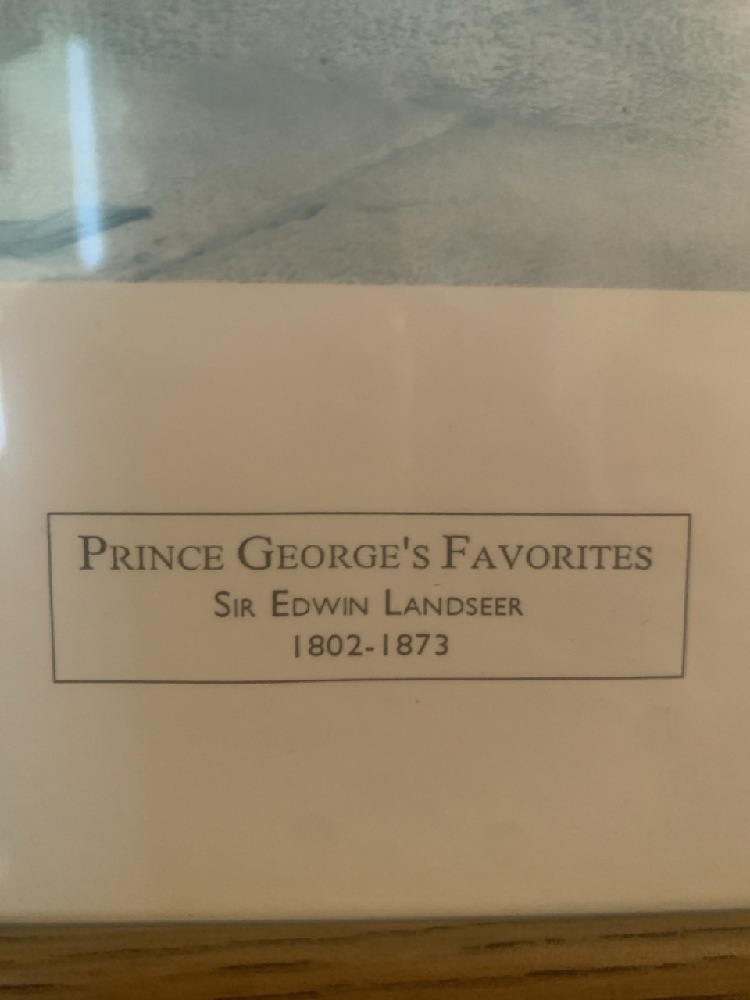 PRINCE GEORGE'S FAVORITES
SIR EDWIN LANDSEER
1802-1873